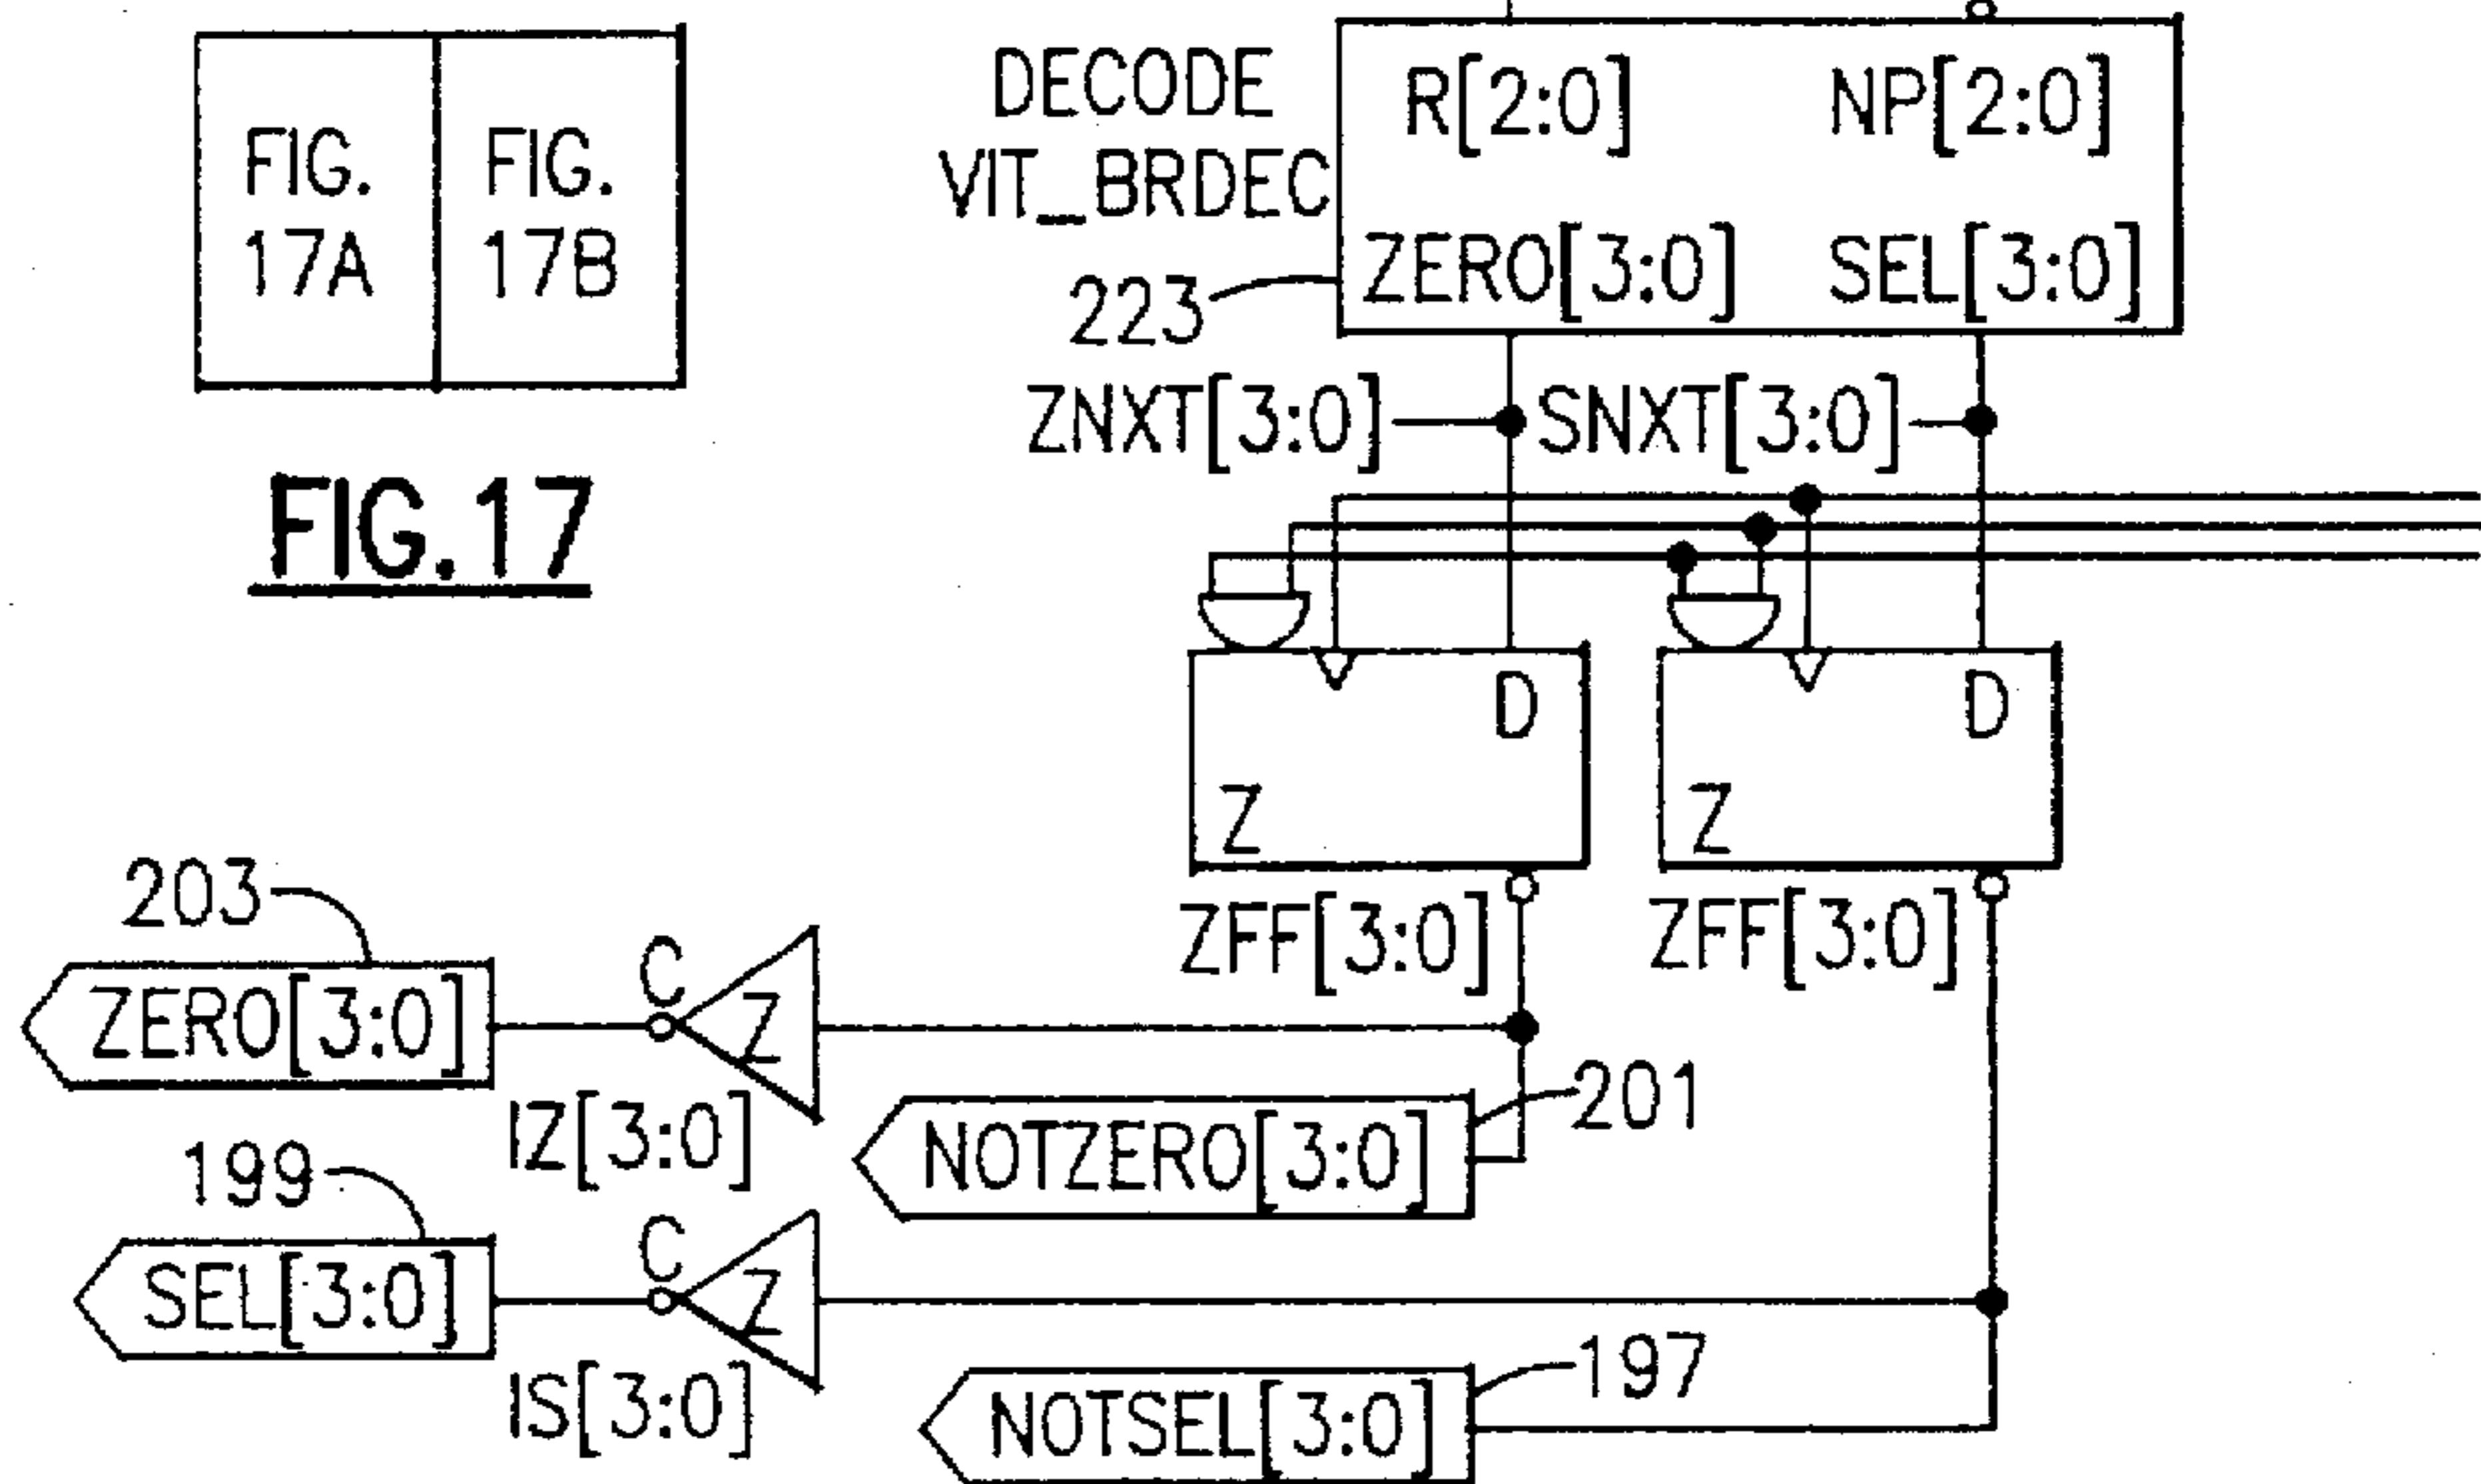 FIG.
17A
FIG.
17B
FIG.17
DECODE
VIT_BRDEC
R[2:0]
NP[2:0]
ZERO[3:0]
SEL[3:0]
223
ZNXT[3:0]
SNXT[3:0]
D
D
Z
Z
203
ZFF[3:0]
ZFF[3:0]
C
ZERO[3:0]
Z
IZ[3:0]
201
NOTZERO[3:0]
199
C
SEL[3:0]
Z
IS[3:0]
197
NOTSEL[3:0]